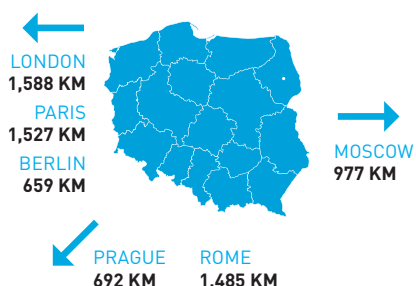 LONDON
1,588 KM
PARIS
1,527 KM
BERLIN
659 KM
MOSCOW
977 KM
PRAGUE ROME
692 KM 1,485 KM